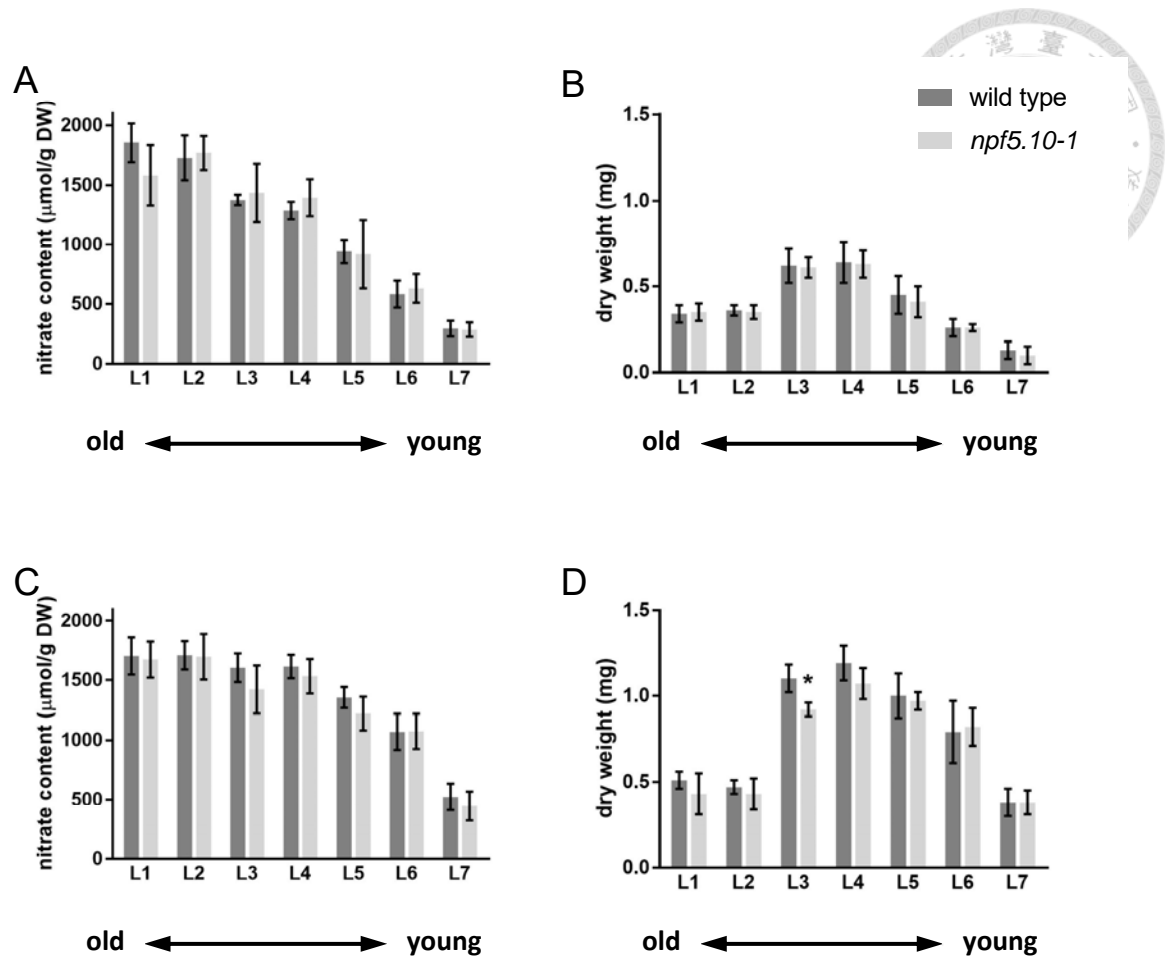 A
nitrate content (μmol/g DW)
2000
1500
1000
500
0
L1 L2 L3 L4 L5 L6 L7
old young
B
灣 臺
wild type
npf5.10-1
dry weight (mg)
1.5
1.0
0.5
0.0
L1 L2 L3 L4 L5 L6 L7
old young
C
nitrate content (μmol/g DW)
2000
1500
1000
500
0
L1 L2 L3 L4 L5 L6 L7
old young
D
dry weight (mg)
1.5
1.0
0.5
0.0
*
L1 L2 L3 L4 L5 L6 L7
old young